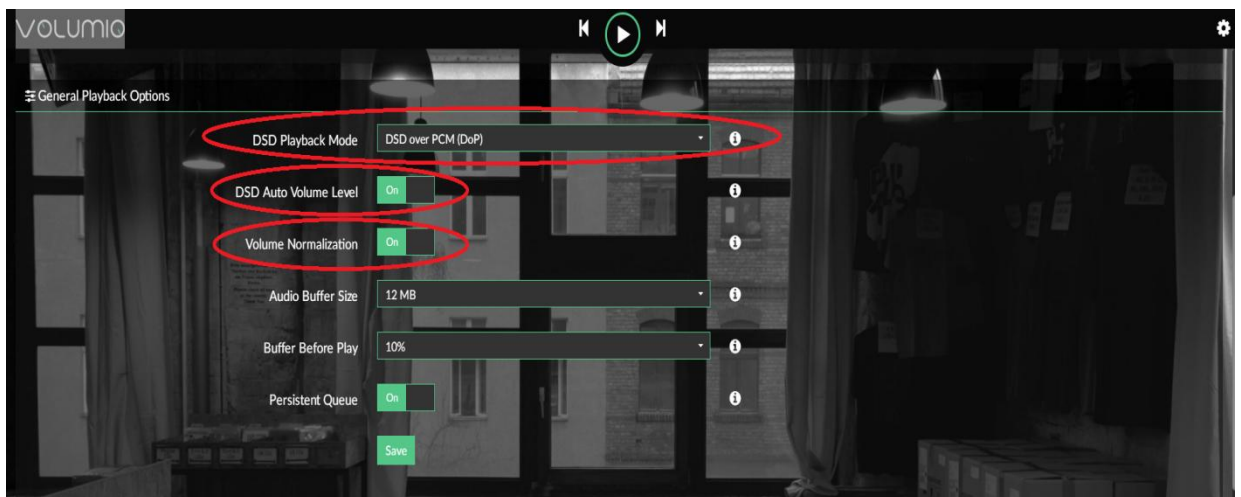 VOLUMIO
General Playback Options
DSD Playback Mode DSD over PCM (DoP)
DSD Auto Volume Level On
Volume Normalization On
Audio Buffer Size 12 MB
Buffer Before Play 10%
Persistent Queue On
Save